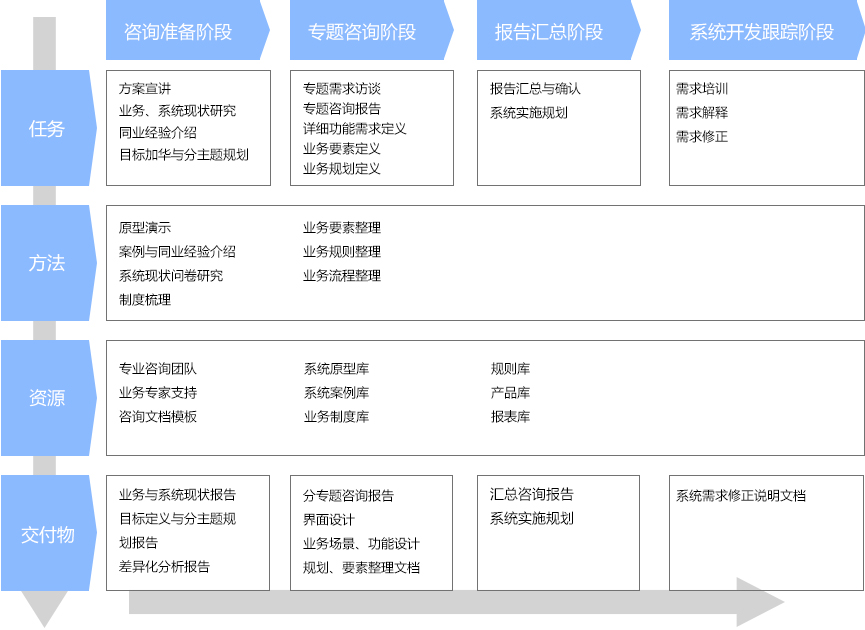 咨询准备阶段
专题咨询阶段
报告汇总阶段
系统开发跟踪阶段
任务
方案宣讲
业务、系统现状研究
同业经验介绍
目标加华与分主题规划
专题需求访谈
专题咨询报告
详细功能需求定义
业务要素定义
业务规划定义
报告汇总与确认
系统实施规划
需求培训
需求解释
需求修正
方法
原型演示
案例与同业经验介绍
系统现状问卷研究
制度梳理
业务要素整理
业务规则整理
业务流程整理
资源
专业咨询团队
业务专家支持
咨询文档模板
系统原型库
系统案例库
业务制度库
规则库
产品库
报表库
交付物
业务与系统现状报告
目标定义与分主题规
划报告
差异化分析报告
分专题咨询报告
界面设计
业务场景、功能设计
规划、要素整理文档
汇总咨询报告
系统实施规划
系统需求修正说明文档